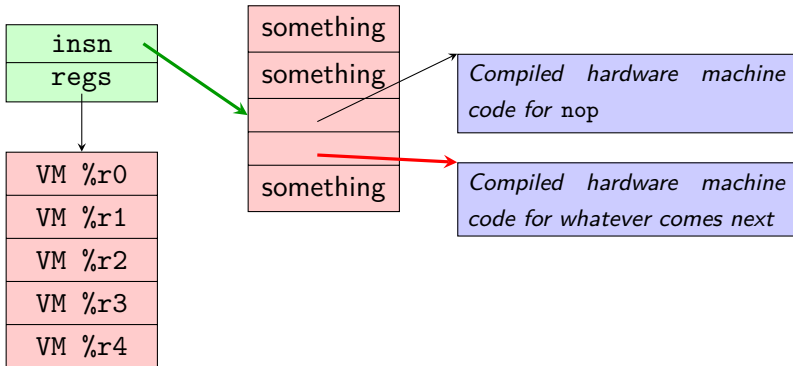 insn
regs
VM %r0
VM %r1
VM %r2
VM %r3
VM %r4
something
something
something
Compiled hardware machine
code for nop
Compiled hardware machine
code for whatever comes next